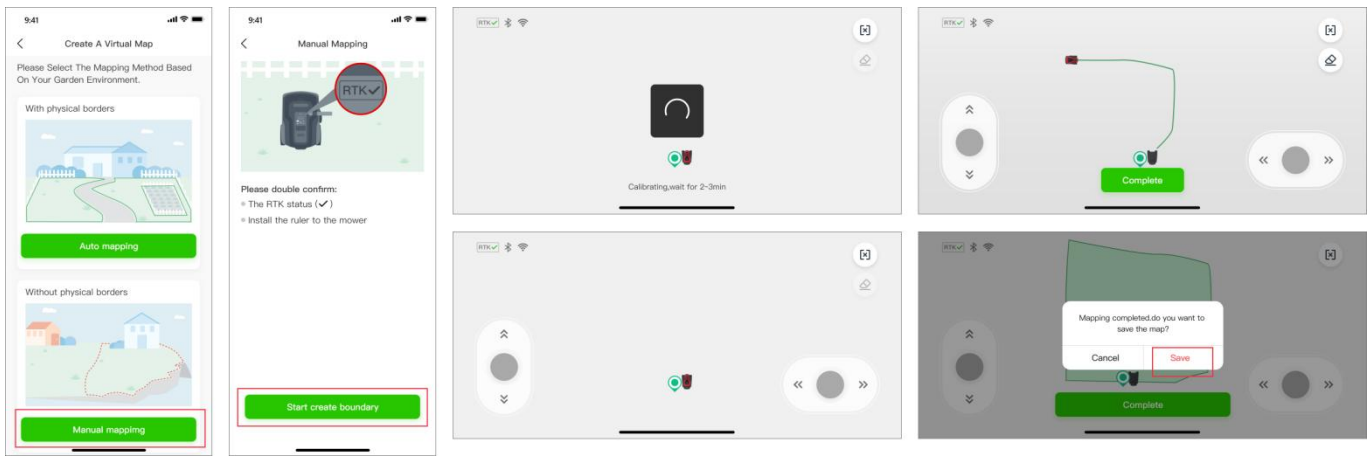 9:41
Create A Virtual Map
Please Select The Mapping Method Based
On Your Garden Environment.
With physical borders
Auto mapping
Without physical borders
Manual mappimg
9:41
Manual Mapping
RTK✓
Please double confirm:
The RTK status (✓)
Install the ruler to the mower
Start create boundary
RTK✓
Calibrating,wait for 2-3min
RTK✓
RTK✓
Complete
RTK✓
Mapping completed.do you want to
save the map?
Cancel
Save
Complete